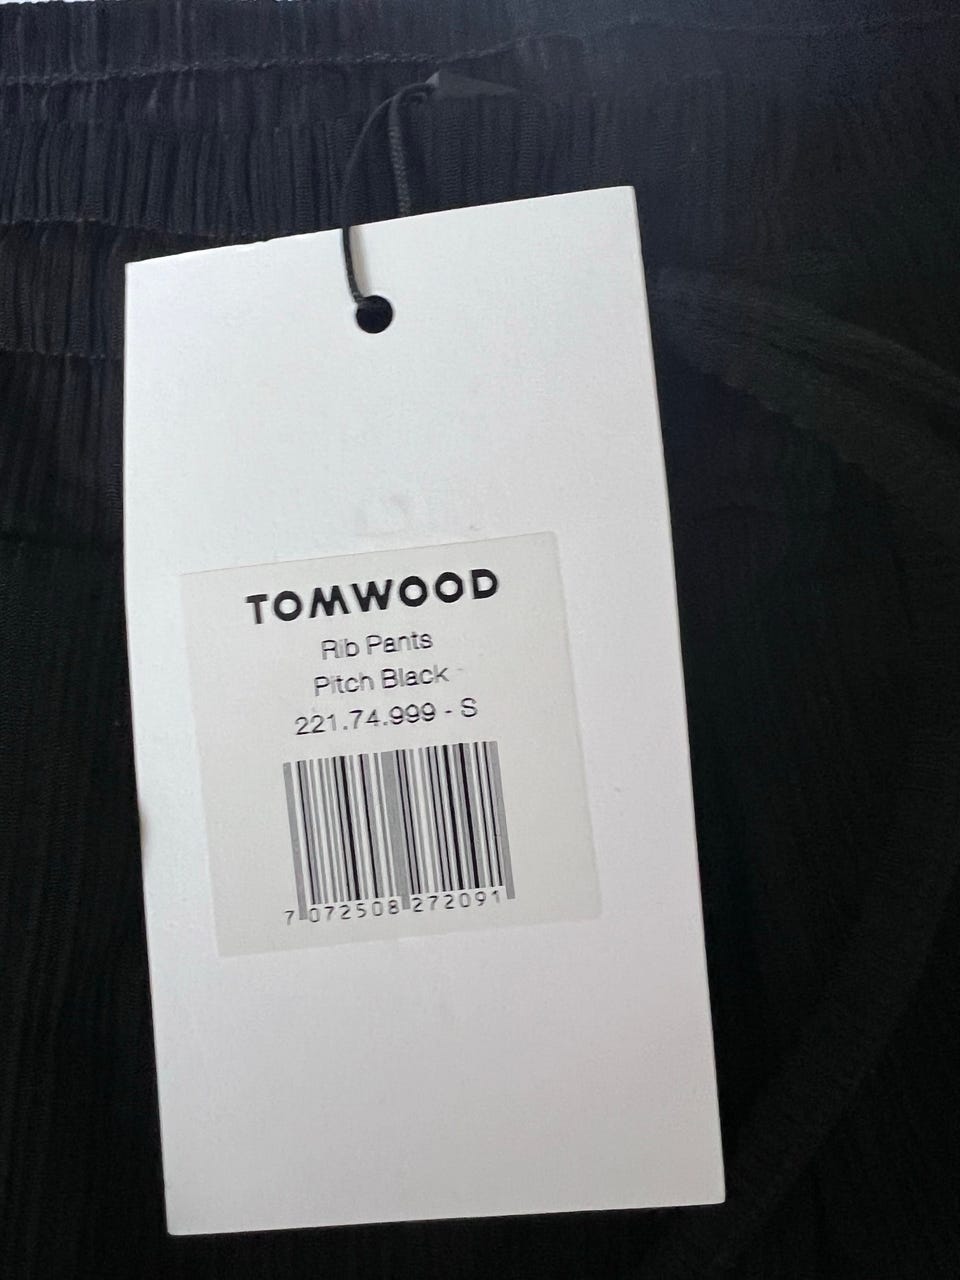 TOMWOOD
Rib Pants
Pitch Black
221.74.999 - S
7 072508 272091